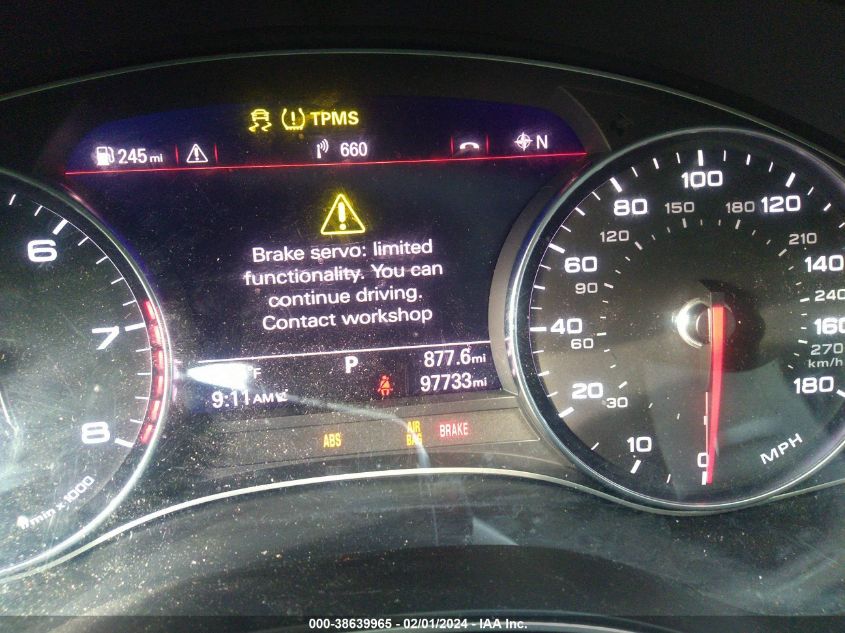 TPMS
245 mi
660
N
Brake servo: limited
functionality. You can
continue driving.
Contact workshop
P
877.6 mi
F
9:11 AM
97733 mi
ABS
AIR
BAG
BRAKE
6
7
8
1/min x 1000
0
10
20
30
40
60
60
90
80
120
100
150
120
180
140
210
160
240
180
270
km/h
MPH
000-38639965 - 02/01/2024 - IAA Inc.